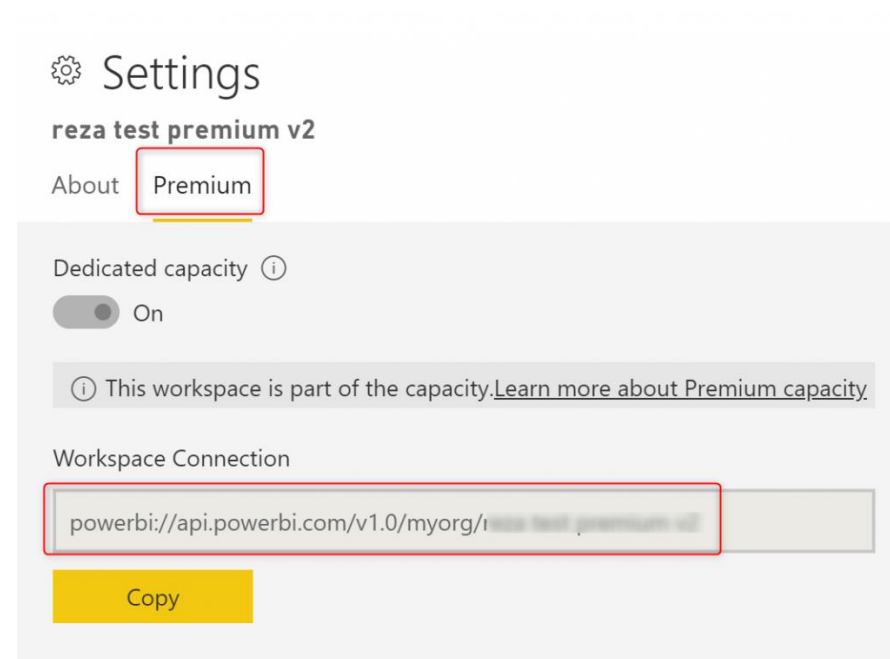 Settings
reza test premium v2
About Premium
Dedicated capacity
On
This workspace is part of the capacity.Learn more about Premium capacity
Workspace Connection
powerbi://api.powerbi.com/v1.0/myorg/
Copy